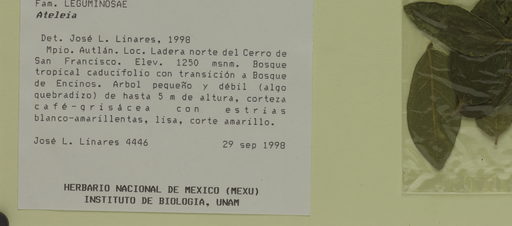 Fam. LEGUMINOSAE
Ateleia
Det. José L. Linares, 1998
Mpio. Autlán. Loc. Ladera norte del Cerro de
San Francisco. Elev. 1250 msnm. Bosque
tropical caducifolio con transición a Bosque
de Encinos. Arbol pequeño y débil (algo
quebradizo) de hasta 5 m de altura, corteza
café-grisácea con estrías
blanco-amarillentas, lisa, corte amarillo.
José L. Linares 4446 29 sep 1998
HERBARIO NACIONAL DE MEXICO (MEXU)
INSTITUTO DE BIOLOGIA, UNAM